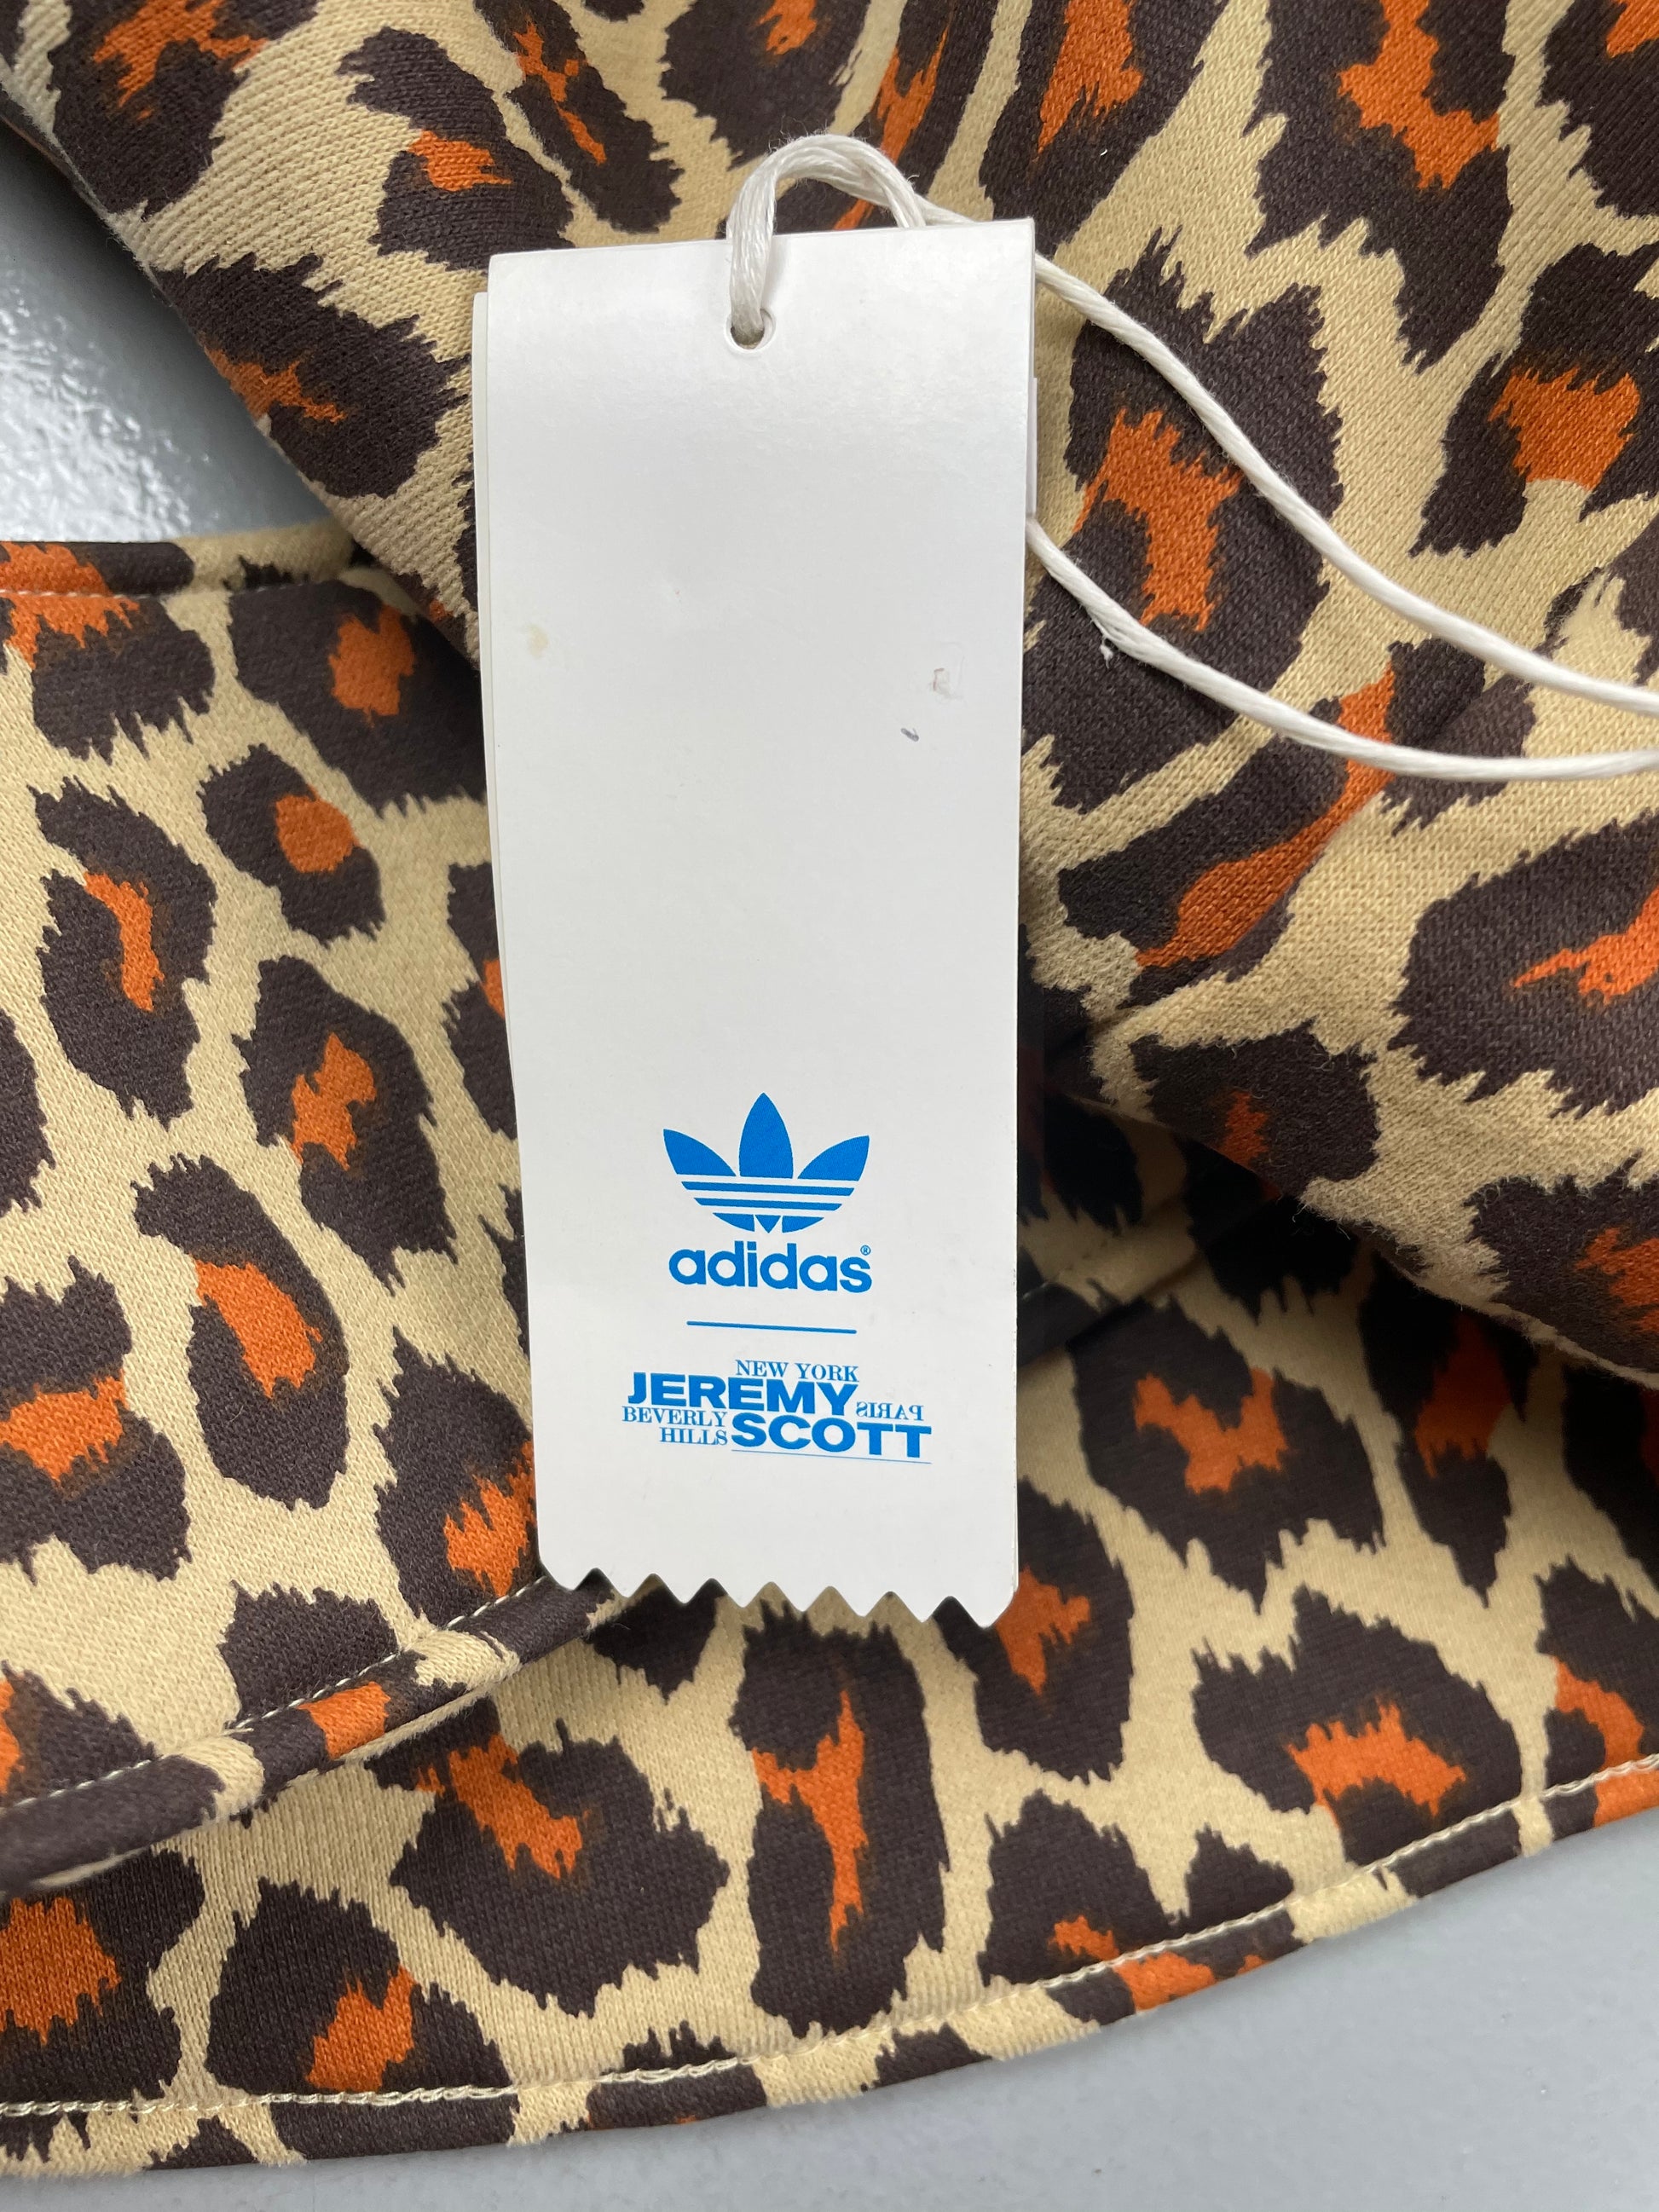 adidas®
NEW YORK
JEREMY PARIS
BEVERLY
HILLS SCOTT